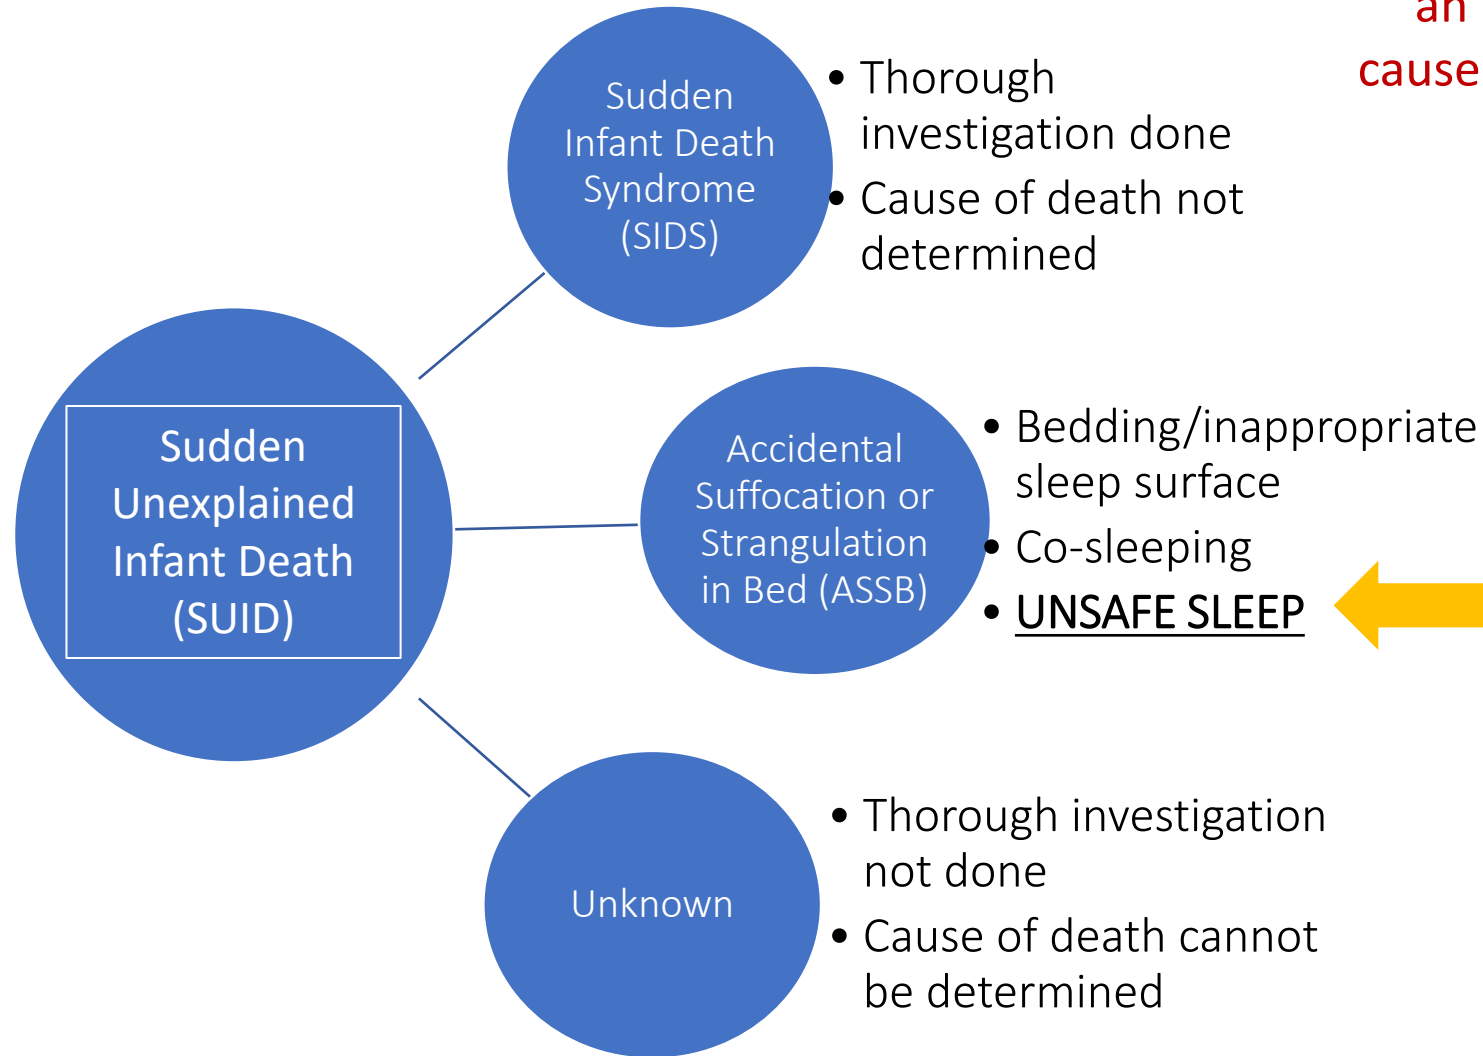 an
cause
Sudden
Infant Death
Syndrome
(SIDS)
• Thorough
investigation done
• Cause of death not
determined
Sudden
Unexplained
Infant Death
(SUID)
Accidental
Suffocation or
Strangulation
in Bed (ASSB)
• Bedding/inappropriate
sleep surface
• Co-sleeping
• UNSAFE SLEEP
Unknown
• Thorough investigation
not done
• Cause of death cannot
be determined